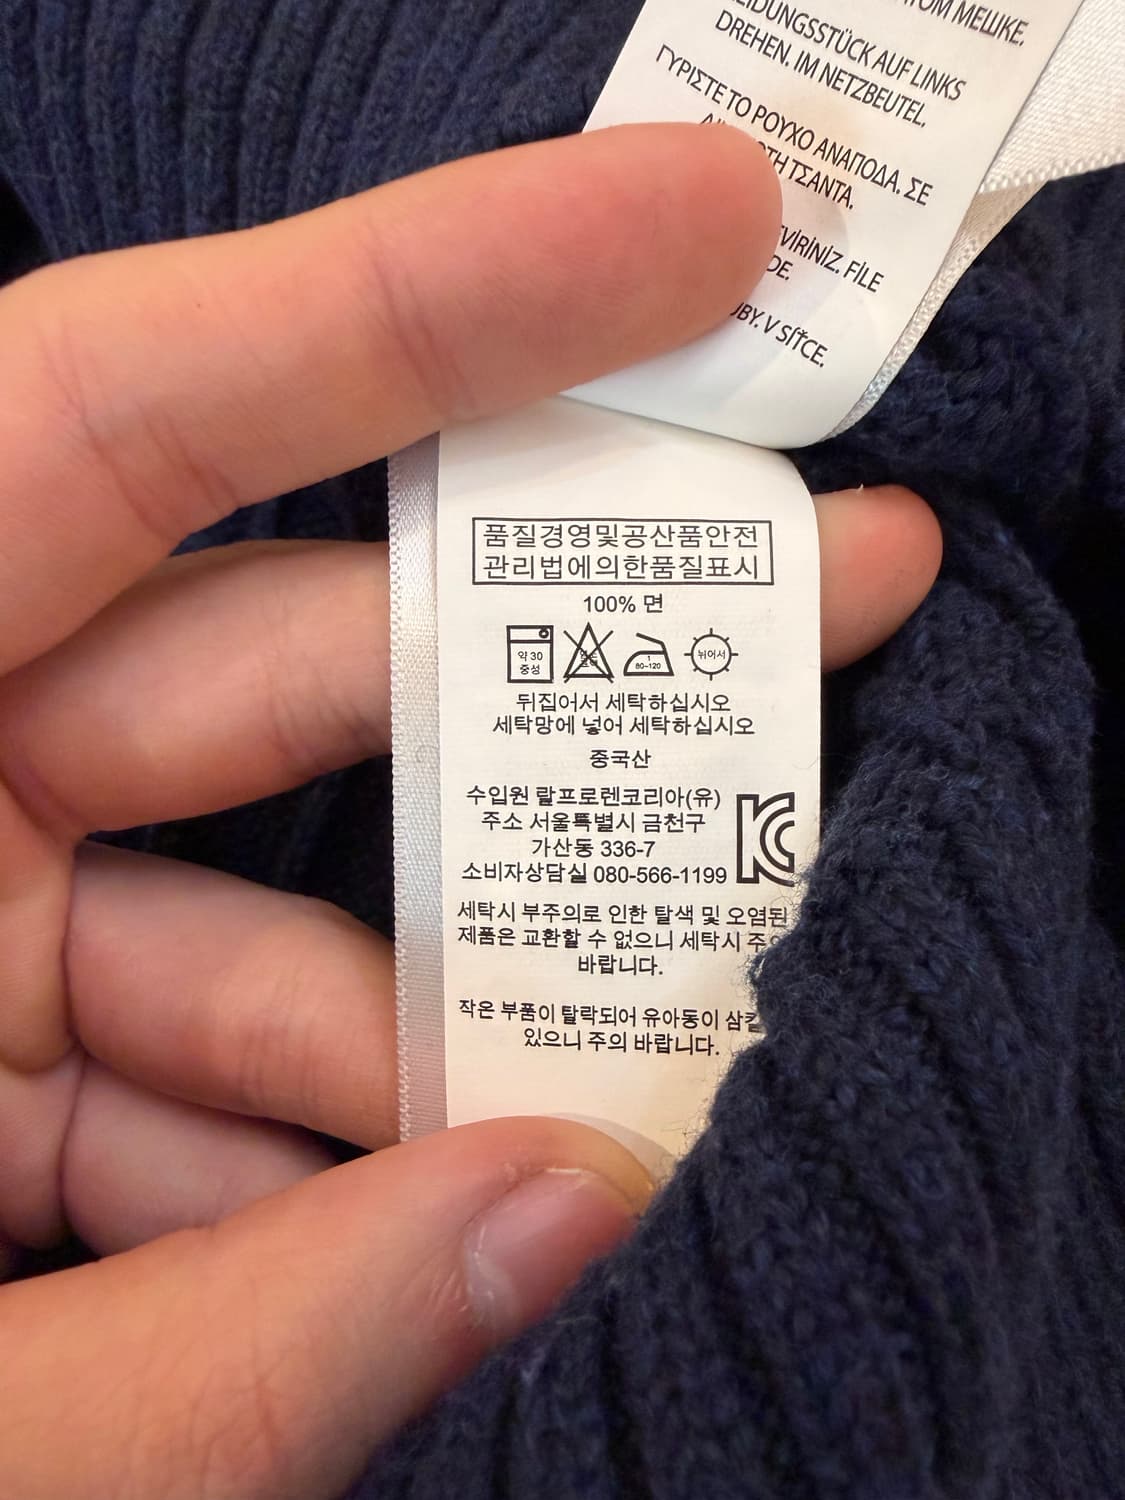 МЕШКЕ.
AUF LINKS
DREHEN. IM NETZBEUTEL.
ΓΥΡΙΣΤΕ ΤΟ ΡΟΥΧΟ ΑΝΑΠΟΔΑ. ΣΕ
ΤΣΑΝΤΑ.
FİLE
V SÍŤCE.
품질경영및공산품안전
관리법에의한품질표시
100% 면
약 30
중성
1
80~120
뉘어서
뒤집어서 세탁하십시오
세탁망에 넣어 세탁하십시오
중국산
수입원 랄프로렌코리아(유)
주소 서울특별시 금천구
가산동 336-7
소비자상담실 080-566-1199
세탁시 부주의로 인한 탈색 및 오염된
제품은 교환할 수 없으니 세탁시
바랍니다.
작은 부품이 탈락되어 유아동이
있으니 주의 바랍니다.